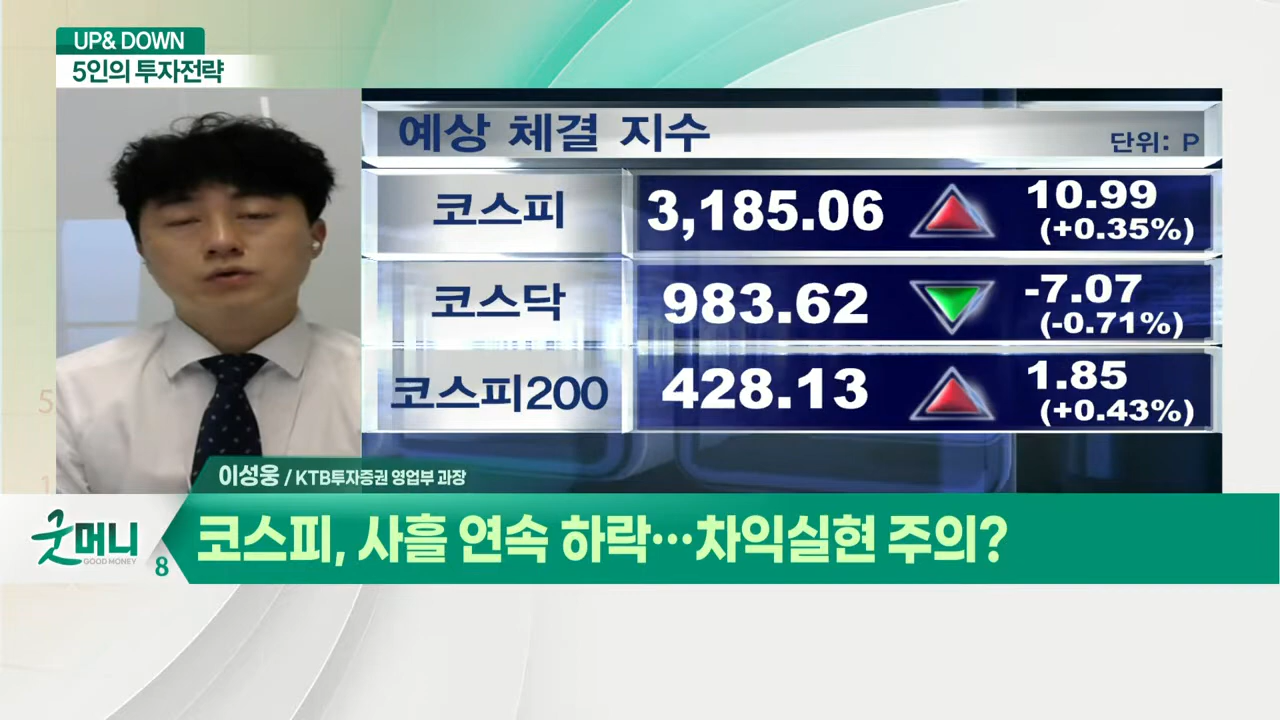 UP& DOWN
5인의 투자전략
예상 체결 지수
단위: P
코스피 3,185.06 10.99 (+0.35%)
코스닥 983.62 -7.07 (-0.71%)
코스피200 428.13 1.85 (+0.43%)
이성웅 / KTB투자증권 영업부 과장
굿머니 GOOD MONEY 8
코스피, 사흘 연속 하락…차익실현 주의?
5
1